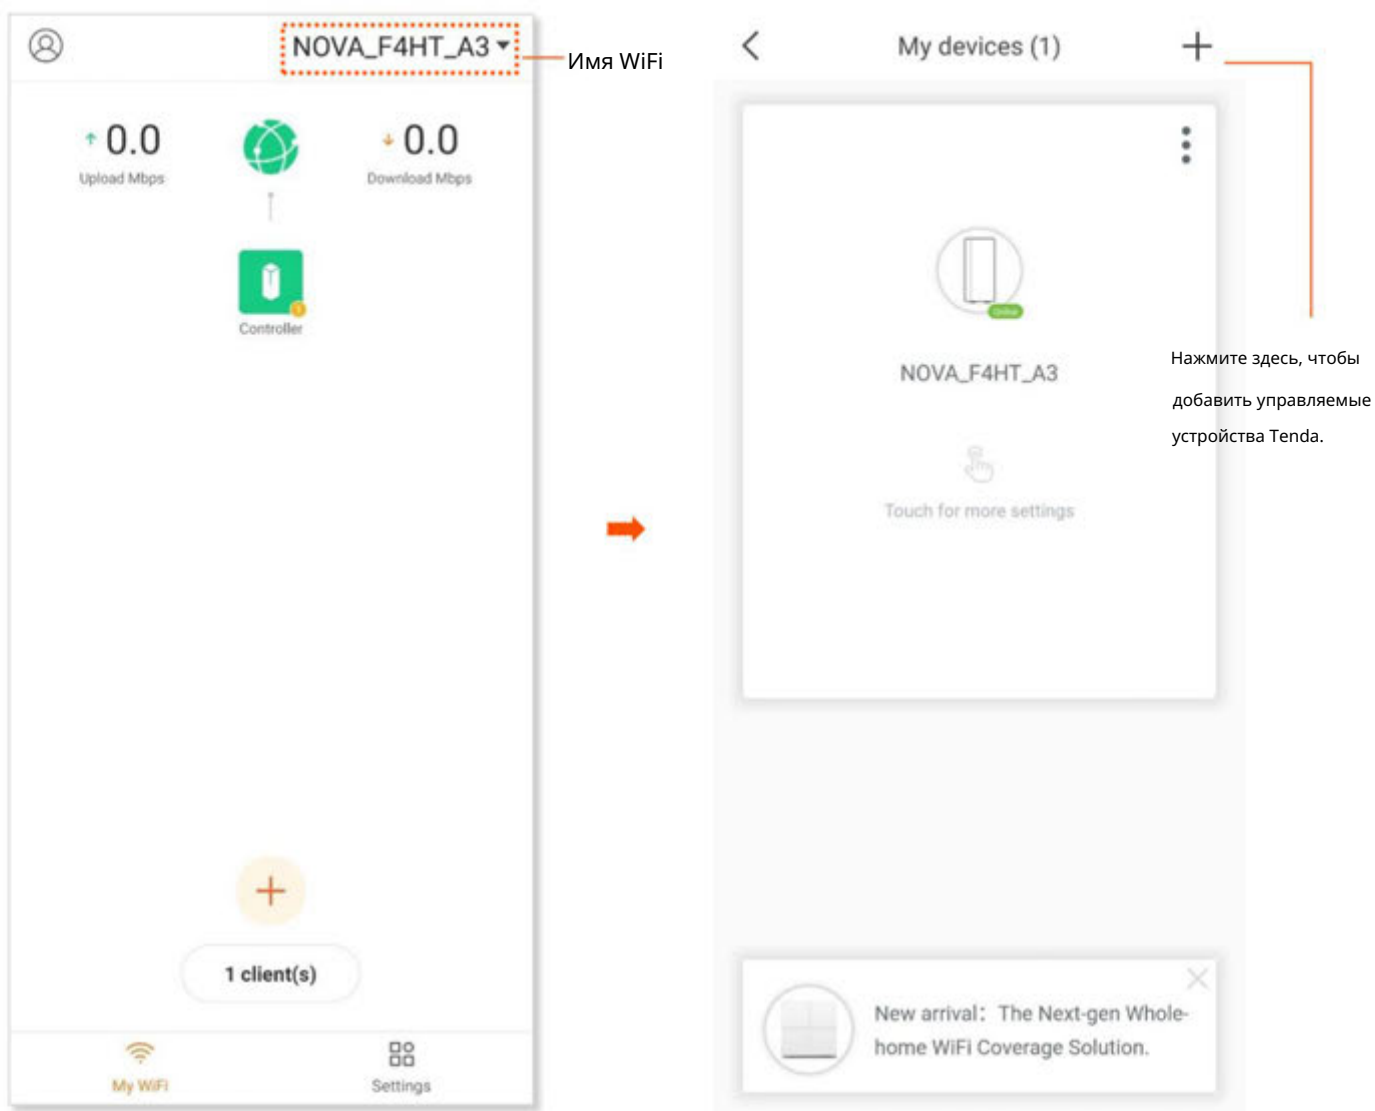 NOVA_F4HT_A3
Имя WiFi
0.0
Upload Mbps
0.0
Download Mbps
Controller
1 client(s)
My WiFi
Settings
My devices (1)
Online
NOVA_F4HT_A3
Touch for more settings
Нажмите здесь, чтобы
добавить управляемые
устройства Tenda.
New arrival: The Next-gen Whole-
home WiFi Coverage Solution.